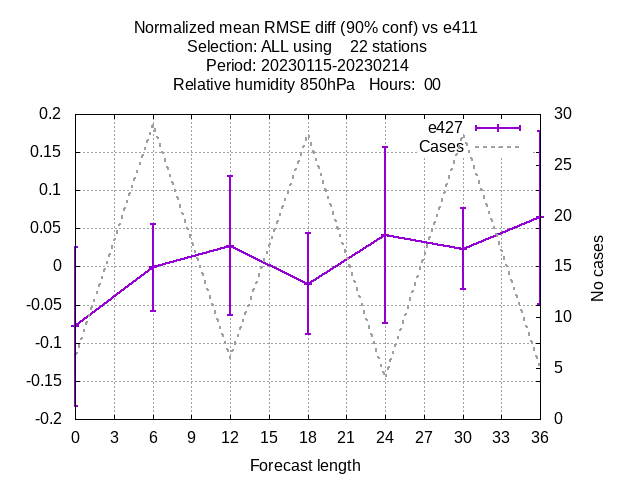 Normalized mean RMSE diff (90% conf) vs e411
Selection: ALL using    22 stations
Period: 20230115-20230214
Relative humidity 850hPa   Hours:  00
0.2
0.15
0.1
0.05
0
-0.05
-0.1
-0.15
-0.2
e427
Cases
30
25
20
15
10
5
0
No cases
0 3 6 9 12 15 18 21 24 27 30 33 36
Forecast length